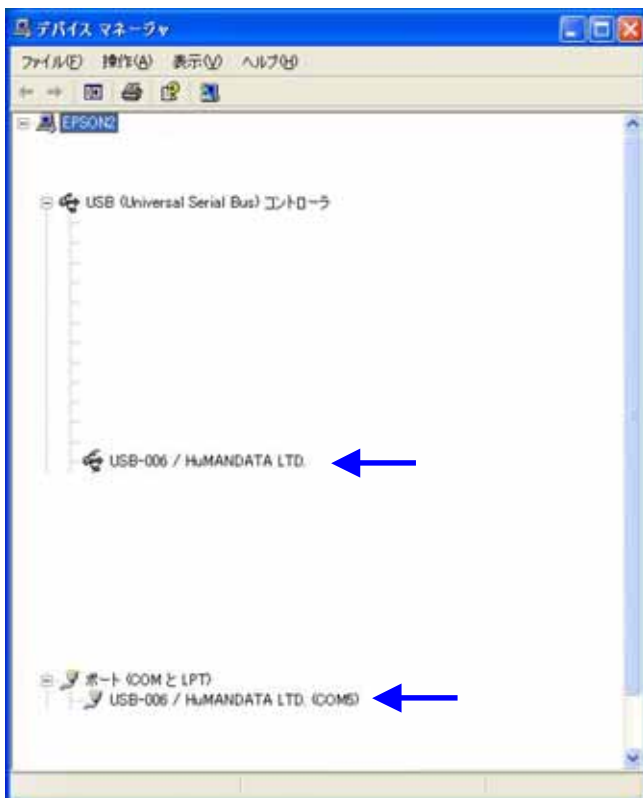 デバイス マネージャ
ファイル(F) 操作(A) 表示(V) ヘルプ(H)
EPSON2
USB (Universal Serial Bus) コントローラ
USB-006 / HuMANDATA LTD.
ポート (COM と LPT)
USB-006 / HuMANDATA LTD. (COM5)